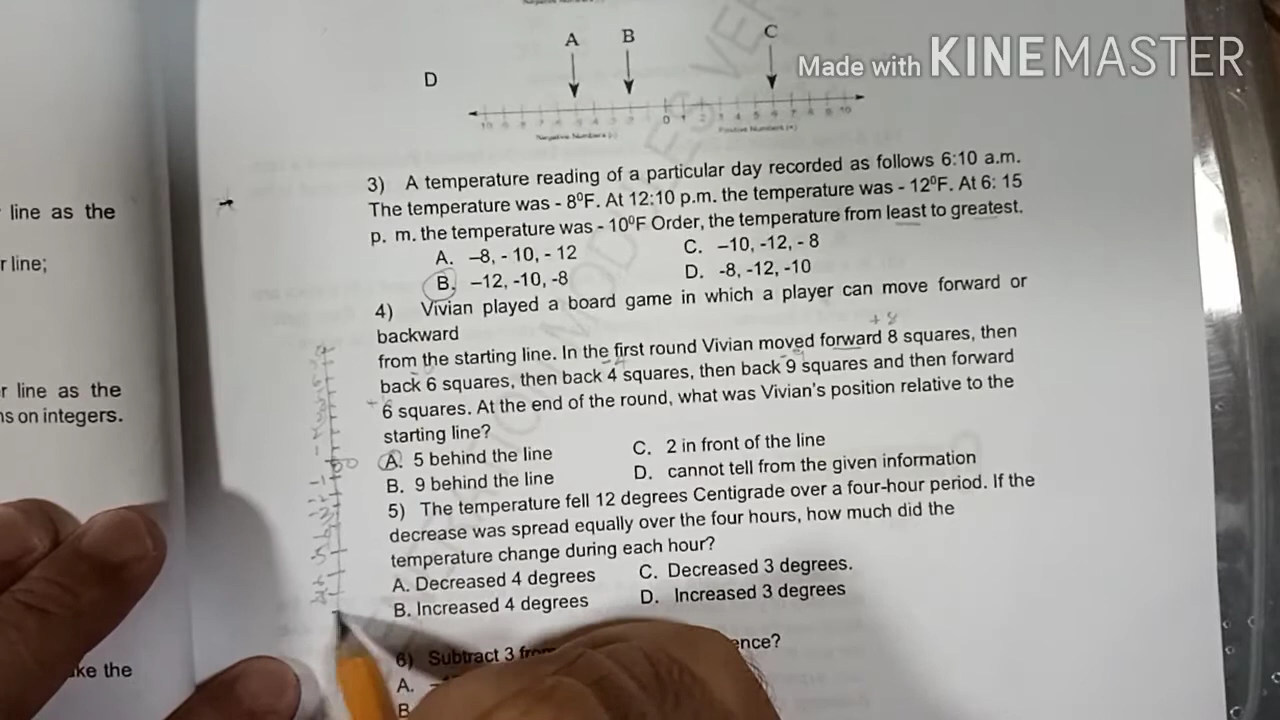 Made with KINEMASTER
A B C
D
0
Negative Numbers (-) Positive Numbers (+)
3) A temperature reading of a particular day recorded as follows 6:10 a.m.
The temperature was - 8⁰F. At 12:10 p.m. the temperature was - 12⁰F. At 6: 15
p. m. the temperature was - 10⁰F Order, the temperature from least to greatest.
A. –8, - 10, - 12 C. –10, -12, - 8
B. –12, -10, -8 D. -8, -12, -10
4) Vivian played a board game in which a player can move forward or
backward
+8
from the starting line. In the first round Vivian moved forward 8 squares, then
back 6 squares, then back 4 squares, then back 9 squares and then forward
6 squares. At the end of the round, what was Vivian's position relative to the
starting line?
A. 5 behind the line C. 2 in front of the line
B. 9 behind the line D. cannot tell from the given information
5) The temperature fell 12 degrees Centigrade over a four-hour period. If the
decrease was spread equally over the four hours, how much did the
temperature change during each hour?
A. Decreased 4 degrees C. Decreased 3 degrees.
B. Increased 4 degrees D. Increased 3 degrees
6) Subtract 3 from
A.
B
line as the
r line;
r line as the
ns on integers.
ke the